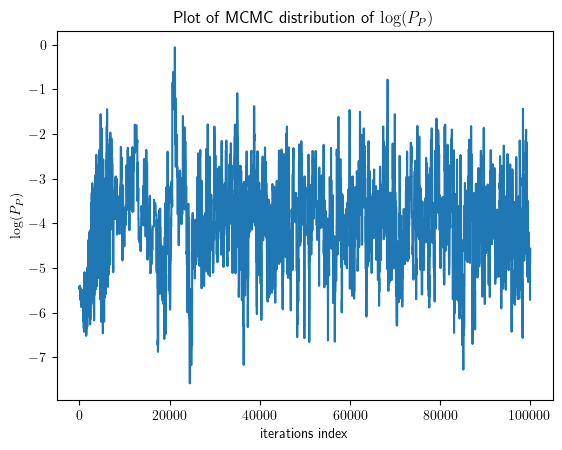 Plot of MCMC distribution of log(P_P)
0
−1
−2
−3
−4
−5
−6
−7
log(P_P)
0 20000 40000 60000 80000 100000
iterations index